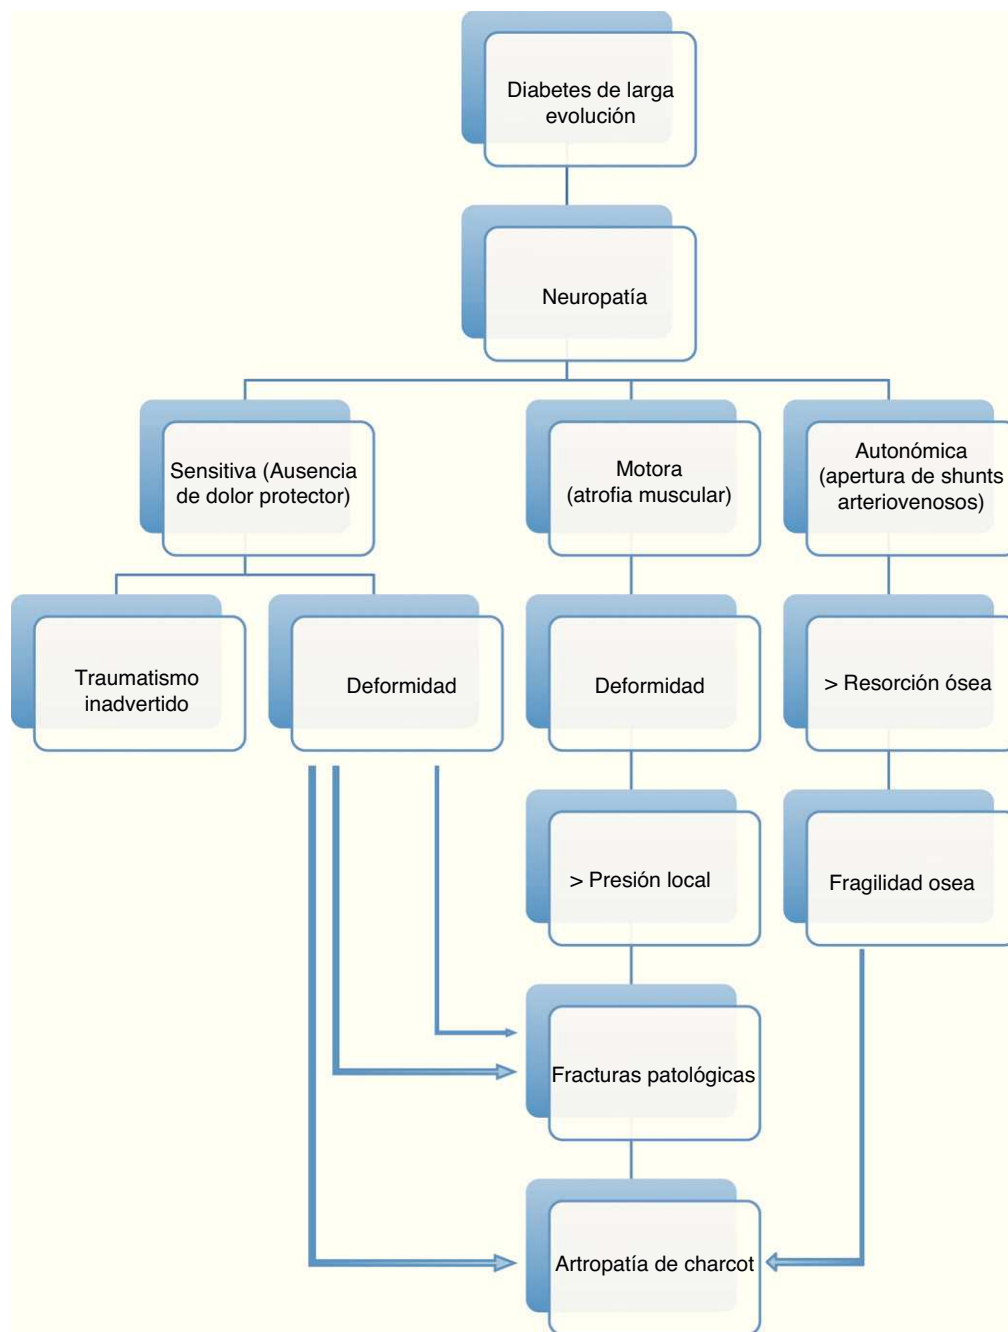 Diabetes de larga
evolución
Neuropatía
Sensitiva (Ausencia
de dolor protector)
Motora
(atrofia muscular)
Autonómica
(apertura de shunts
arteriovenosos)
Traumatismo
inadvertido
Deformidad
Deformidad
> Resorción ósea
> Presión local
Fragilidad osea
Fracturas patológicas
Artropatía de charcot